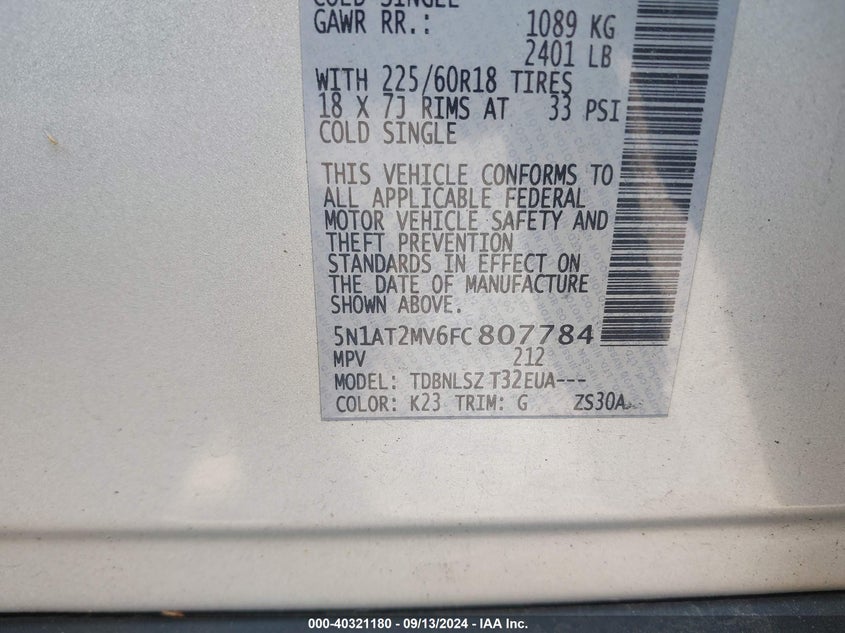 COLD SINGLE
GAWR RR.: 1089 KG
2401 LB
WITH 225/60R18 TIRES
18 X 7J RIMS AT 33 PSI
COLD SINGLE
THIS VEHICLE CONFORMS TO
ALL APPLICABLE FEDERAL
MOTOR VEHICLE SAFETY AND
THEFT PREVENTION
STANDARDS IN EFFECT ON
THE DATE OF MANUFACTURE
SHOWN ABOVE.
5N1AT2MV6FC807784
MPV 212
MODEL: TDBNLSZ T32EUA---
COLOR: K23 TRIM: G ZS30A
000-40321180 - 09/13/2024 - IAA Inc.